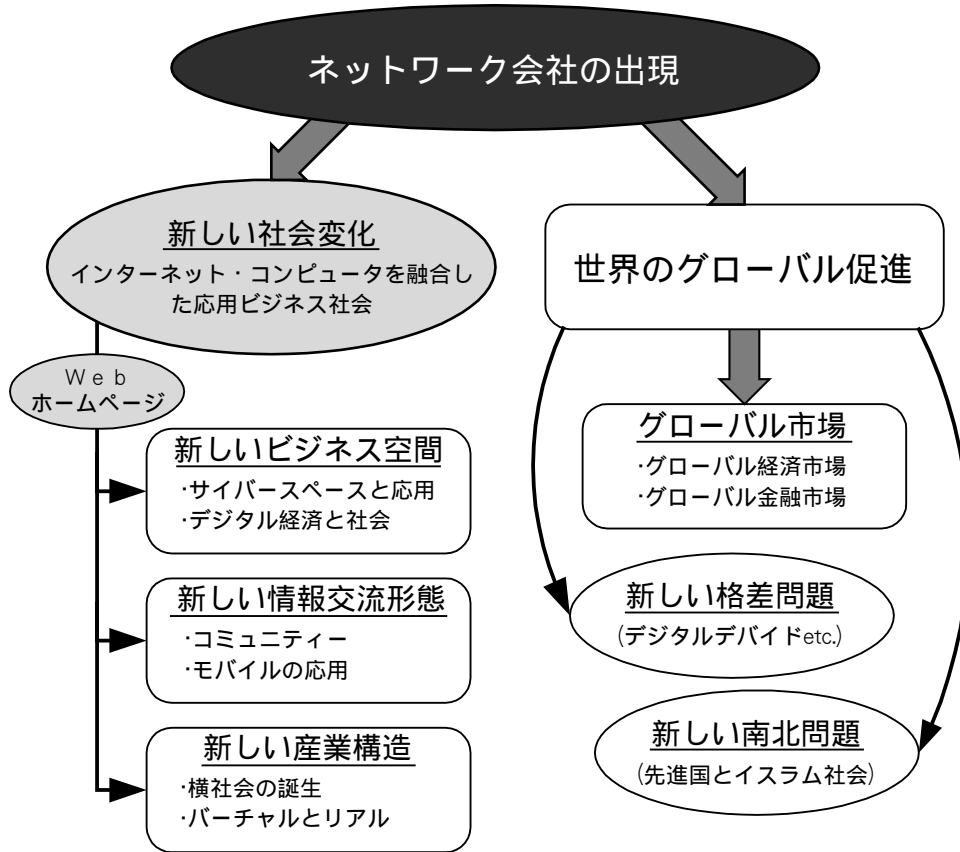 ネットワーク会社の出現
新しい社会変化
インターネット・コンピュータを融合し
た応用ビジネス社会
Ｗｅｂ
ホームページ
新しいビジネス空間
·サイバースペースと応用
·デジタル経済と社会
新しい情報交流形態
·コミュニティー
·モバイルの応用
新しい産業構造
·横社会の誕生
·バーチャルとリアル
世界のグローバル促進
グローバル市場
·グローバル経済市場
·グローバル金融市場
新しい格差問題
(デジタルデバイドetc.)
新しい南北問題
(先進国とイスラム社会)